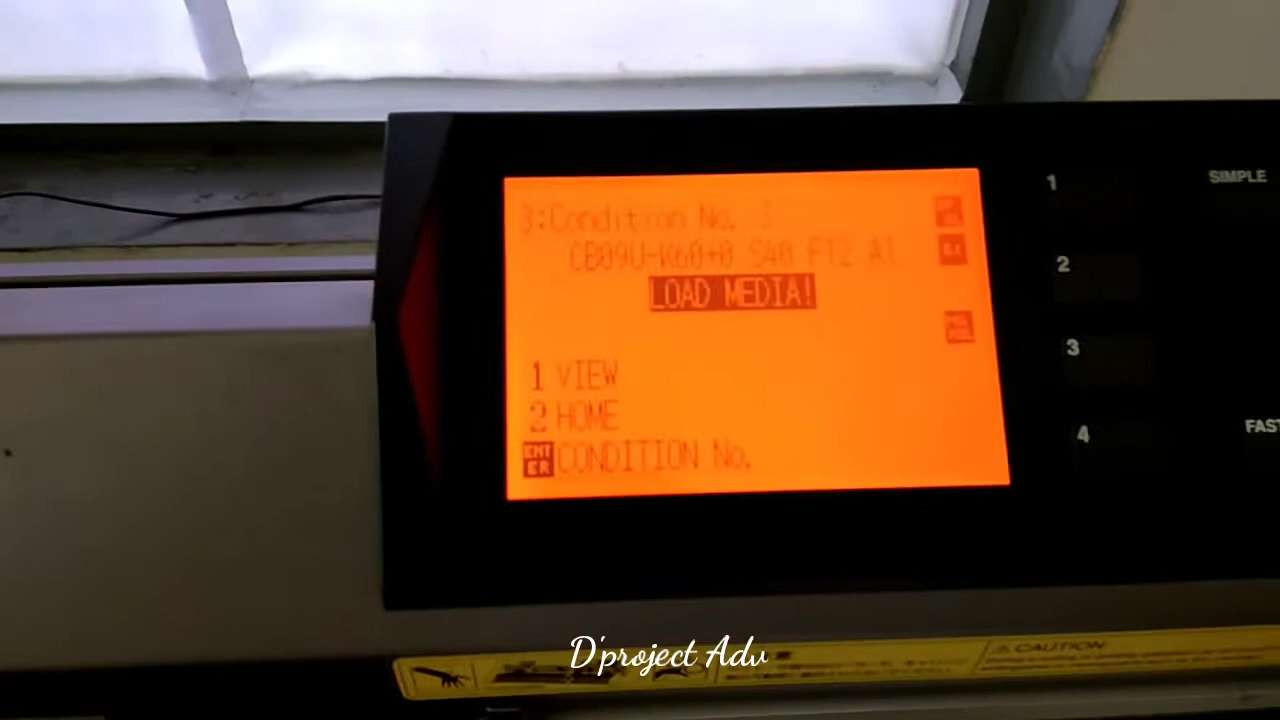 3:Condition No. 1
CB09U-K60+0 S40 F12 A1
LOAD MEDIA!
1 VIEW
2 HOME
ENTER CONDITION No.
1
SIMPLE
2
3
4
FAST
CAUTION
D'project Adv